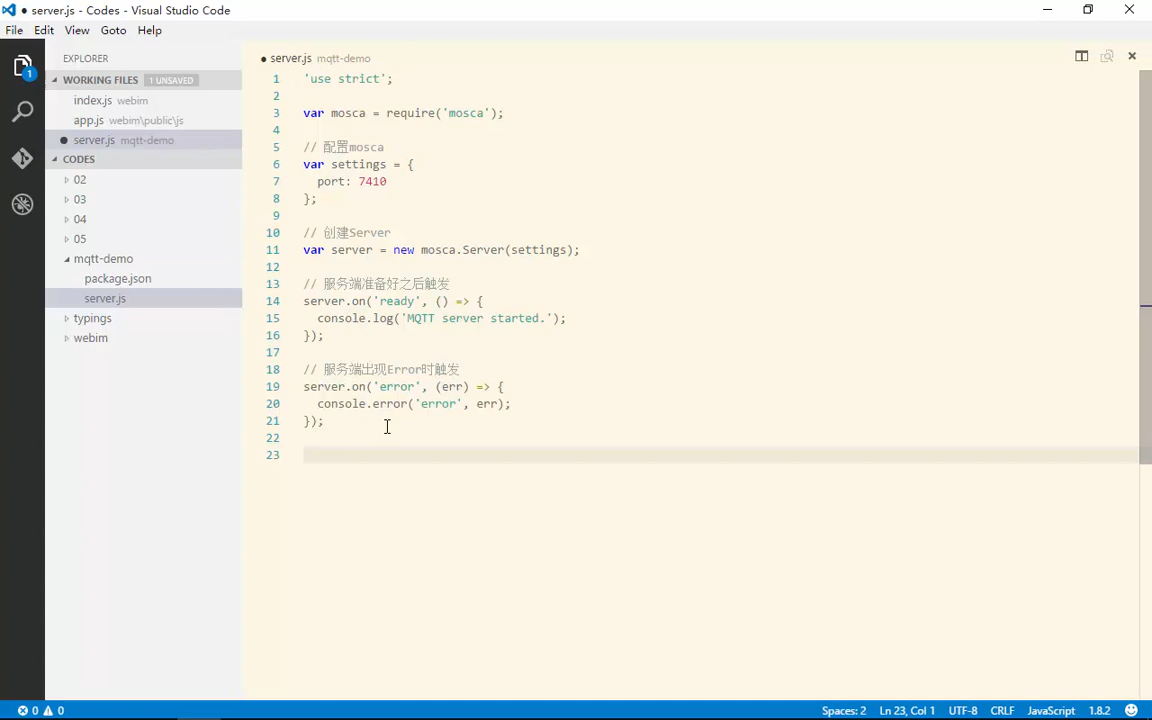 ● server.js - Codes - Visual Studio Code
File Edit View Goto Help
EXPLORER
WORKING FILES 1 UNSAVED
index.js webim
app.js webim\public\js
● server.js mqtt-demo
CODES
02
03
04
05
mqtt-demo
package.json
server.js
typings
webim
1
● server.js mqtt-demo
1 'use strict';
2
3 var mosca = require('mosca');
4
5 // 配置mosca
6 var settings = {
7 port: 7410
8 };
9
10 // 创建Server
11 var server = new mosca.Server(settings);
12
13 // 服务端准备好之后触发
14 server.on('ready', () => {
15 console.log('MQTT server started.');
16 });
17
18 // 服务端出现Error时触发
19 server.on('error', (err) => {
20 console.error('error', err);
21 });
22
23
0 0 Spaces: 2 Ln 23, Col 1 UTF-8 CRLF JavaScript 1.8.2